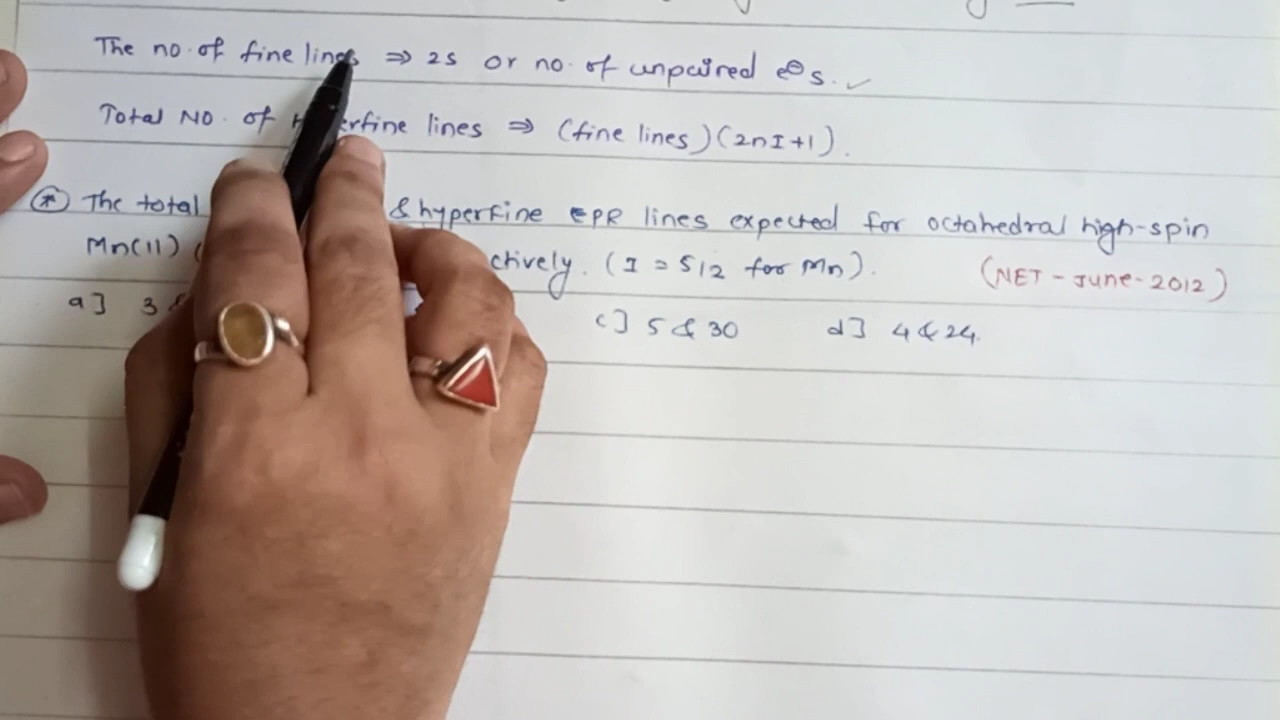 The no. of fine lines ⇒ 2s or no. of unpaired e⊖s. ✓
Total NO. of hyperfine lines ⇒ (fine lines)(2nI+1).
* The total & hyperfine EPR lines expected for octahedral high-spin
Mn(II) ctively. (I = 5/2 for Mn). (NET - June - 2012)
a] 3 c] 5 & 30 d] 4 & 24.